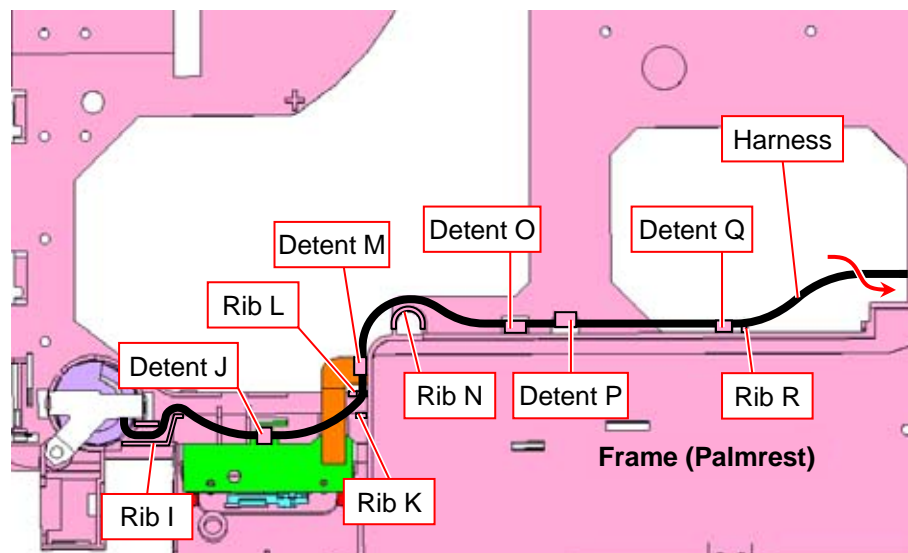 Harness
Detent M
Detent O
Detent Q
Rib L
Detent J
Rib N
Detent P
Rib R
Frame (Palmrest)
Rib I
Rib K